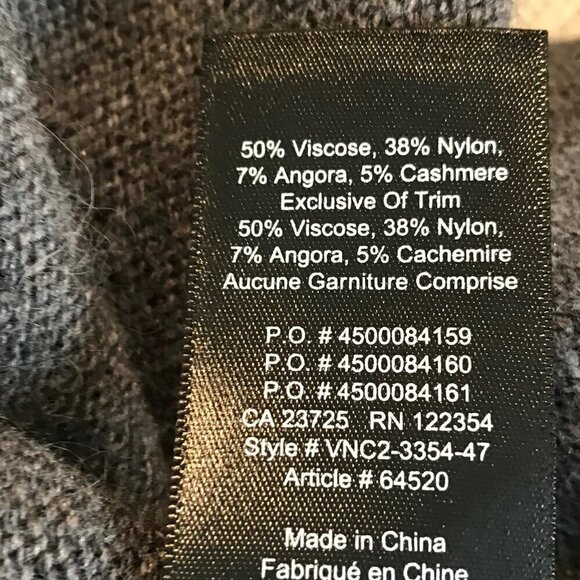 50% Viscose, 38% Nylon,
7% Angora, 5% Cashmere
Exclusive Of Trim
50% Viscose, 38% Nylon,
7% Angora, 5% Cachemire
Aucune Garniture Comprise
P.O. # 4500084159
P.O. # 4500084160
P.O. # 4500084161
CA 23725 RN 122354
Style # VNC2-3354-47
Article # 64520
Made in China
Fabriqué en Chine